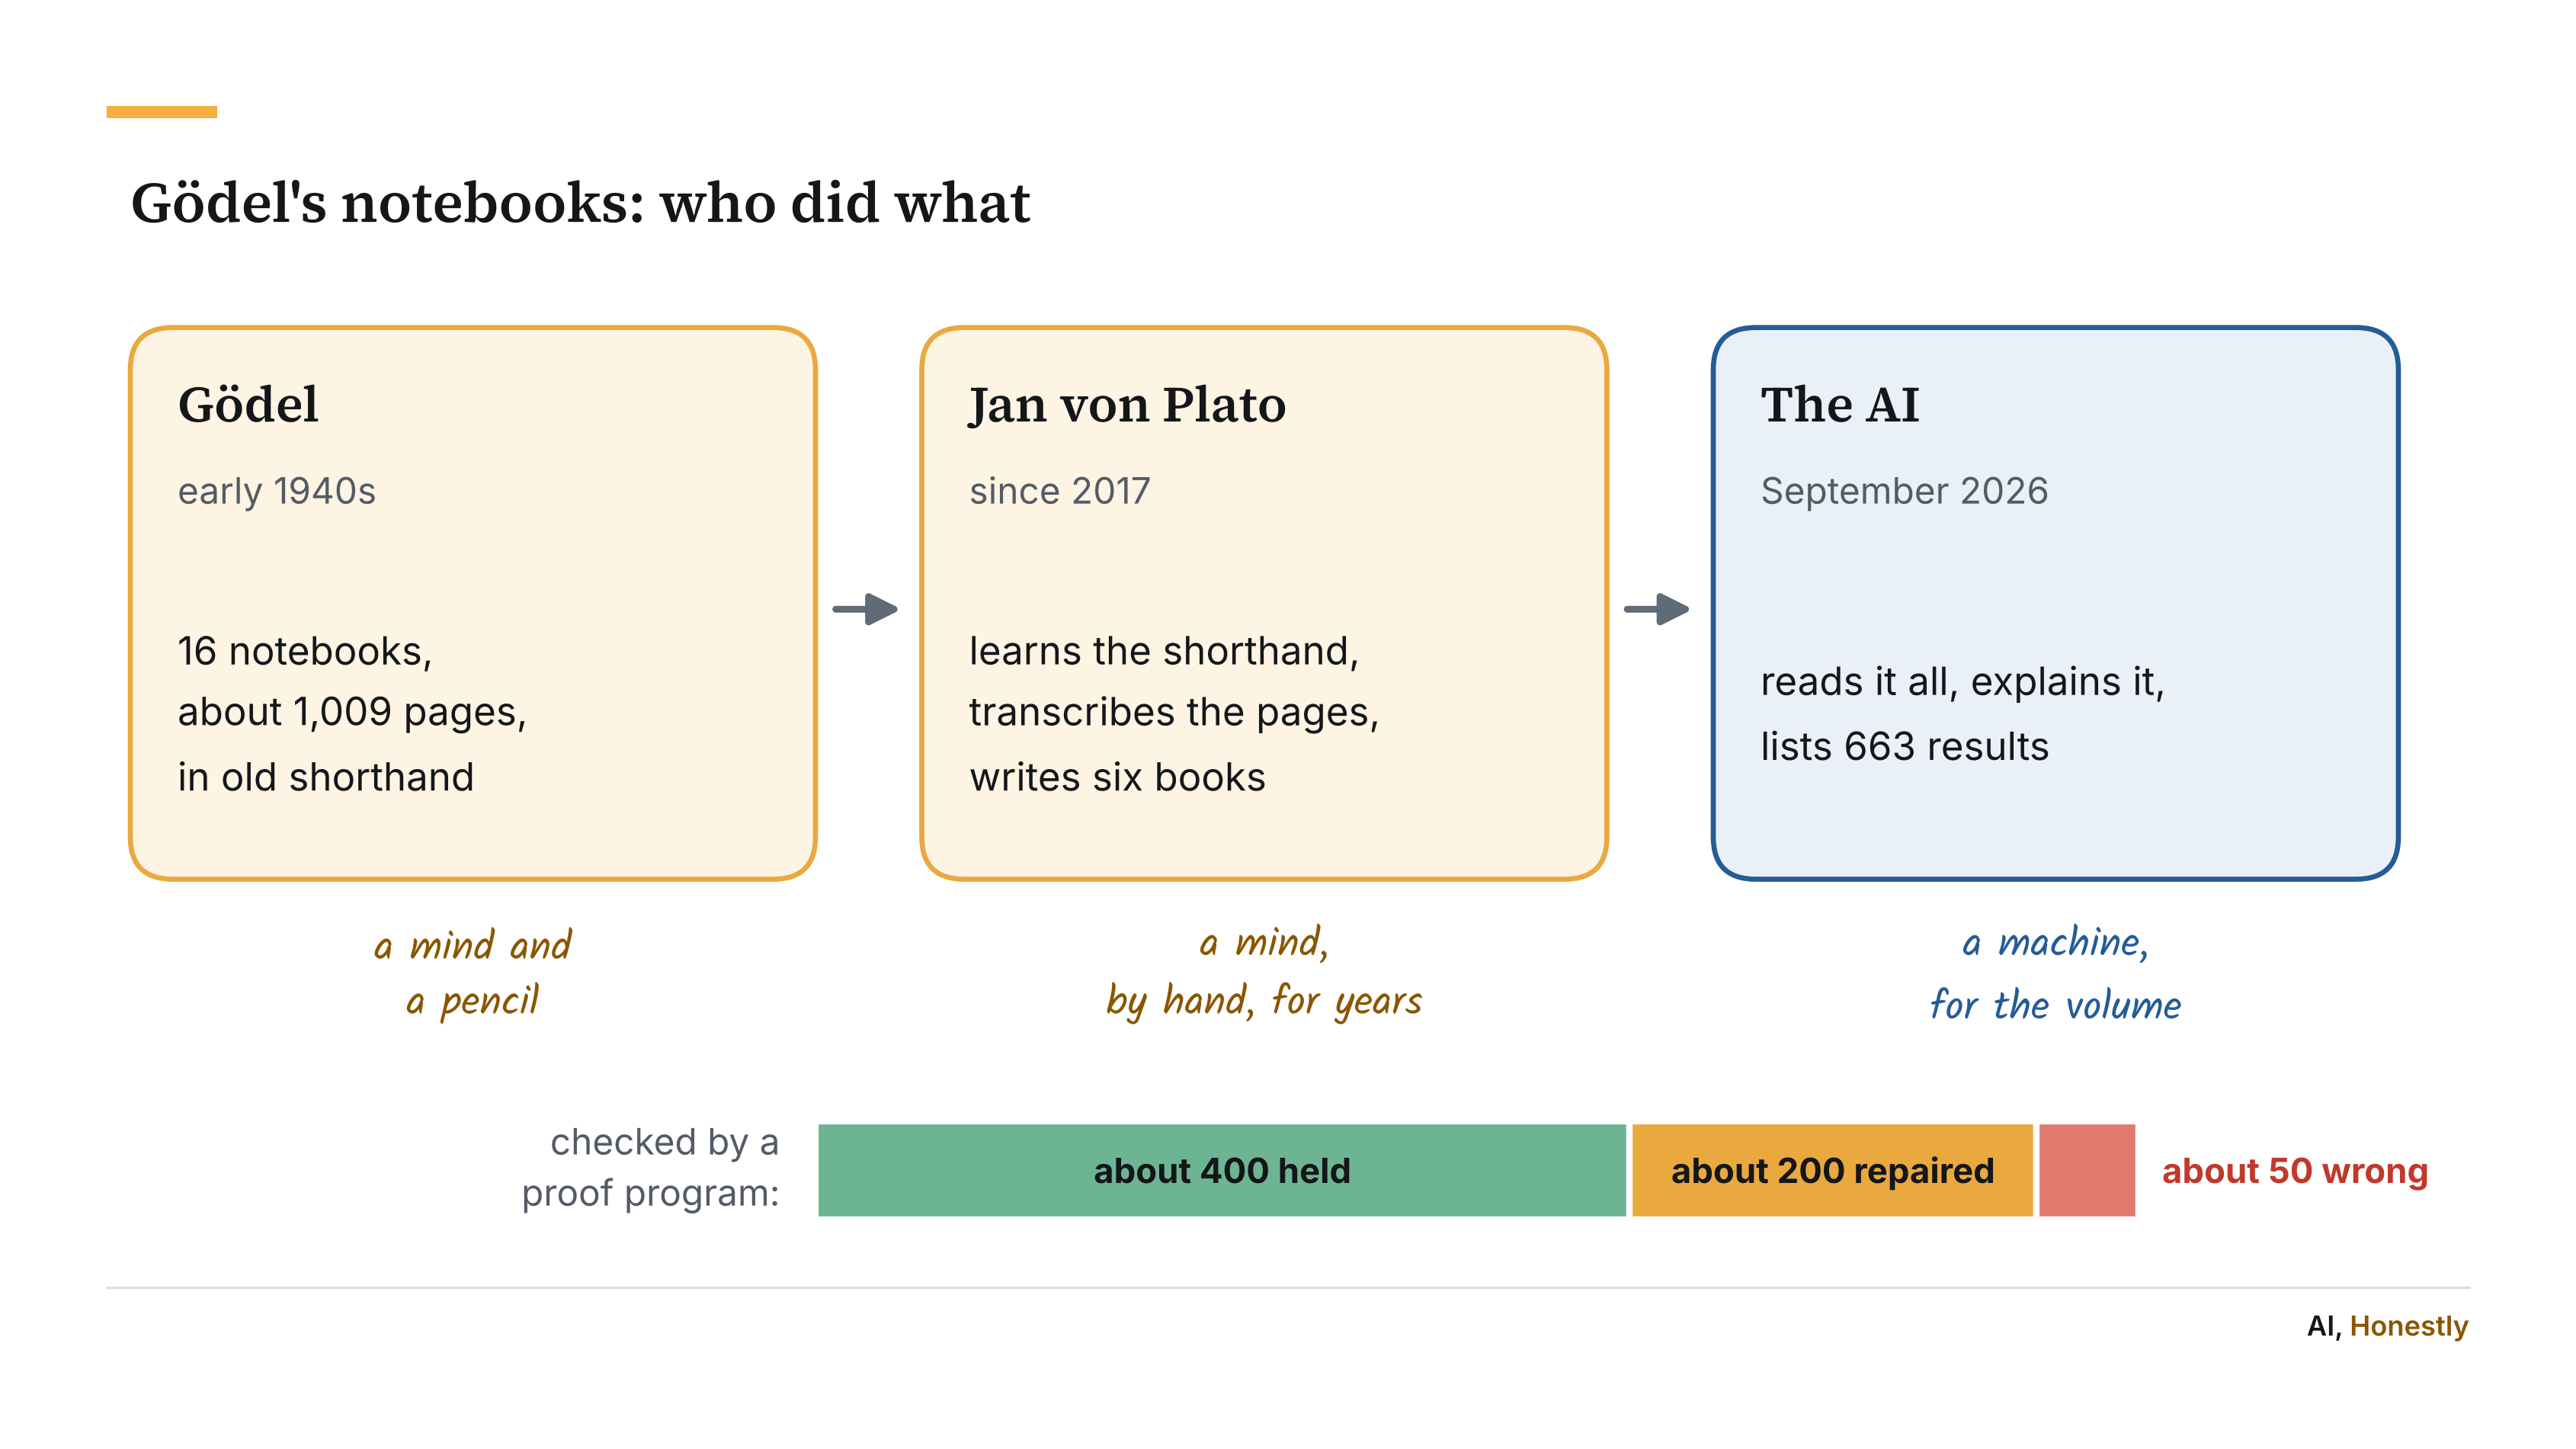 Gödel's notebooks: who did what
Gödel
early 1940s
16 notebooks,
about 1,009 pages,
in old shorthand
a mind and
a pencil
Jan von Plato
since 2017
learns the shorthand,
transcribes the pages,
writes six books
a mind,
by hand, for years
The AI
September 2026
reads it all, explains it,
lists 663 results
a machine,
for the volume
checked by a
proof program:
about 400 held
about 200 repaired
about 50 wrong
AI, Honestly